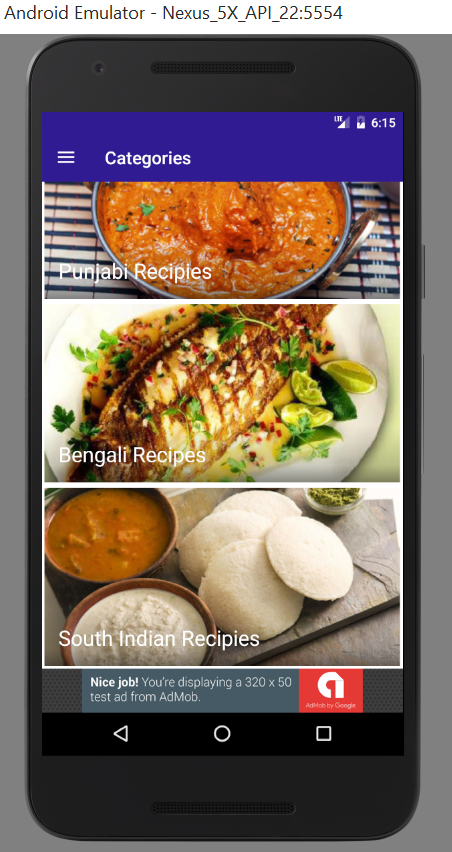 Android Emulator - Nexus_5X_API_22:5554
LTE 6:15
Categories
Punjabi Recipies
Bengali Recipes
South Indian Recipies
Nice job! You're displaying a 320 x 50
test ad from AdMob.
AdMob by Google